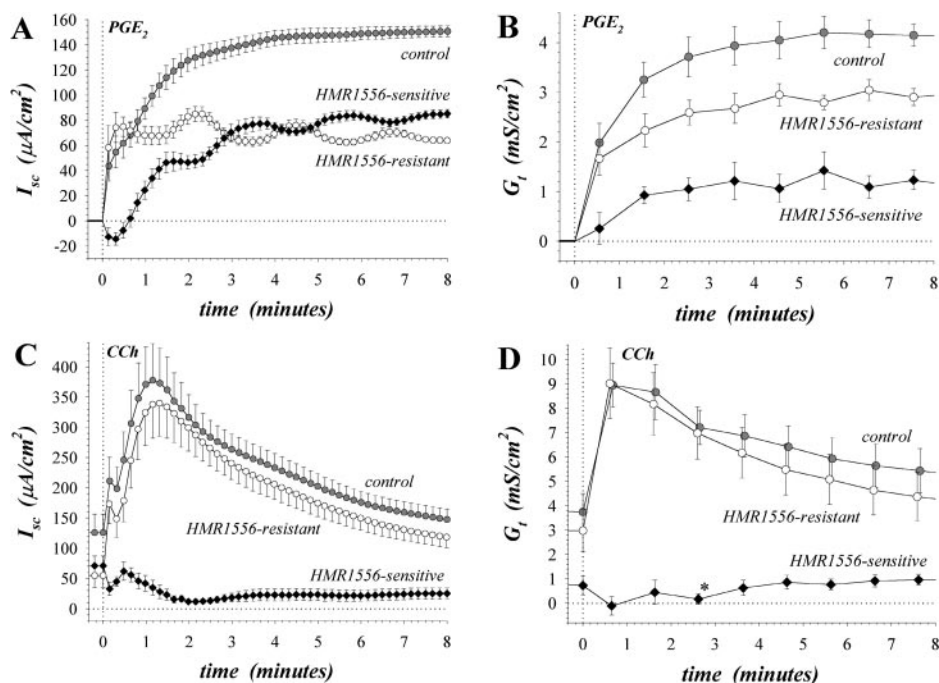 A
PGE2
160
140
120
100
80
60
40
20
0
-20
Isc (µA/cm2)
control
HMR1556-sensitive
HMR1556-resistant
0 1 2 3 4 5 6 7 8
time (minutes)
B
PGE2
4
3
2
1
0
Gt (mS/cm2)
control
HMR1556-resistant
HMR1556-sensitive
0 1 2 3 4 5 6 7 8
time (minutes)
C
CCh
400
350
300
250
200
150
100
50
0
Isc (µA/cm2)
control
HMR1556-resistant
HMR1556-sensitive
0 1 2 3 4 5 6 7 8
time (minutes)
D
CCh
10
9
8
7
6
5
4
3
2
1
0
Gt (mS/cm2)
control
HMR1556-resistant
HMR1556-sensitive
*
0 1 2 3 4 5 6 7 8
time (minutes)